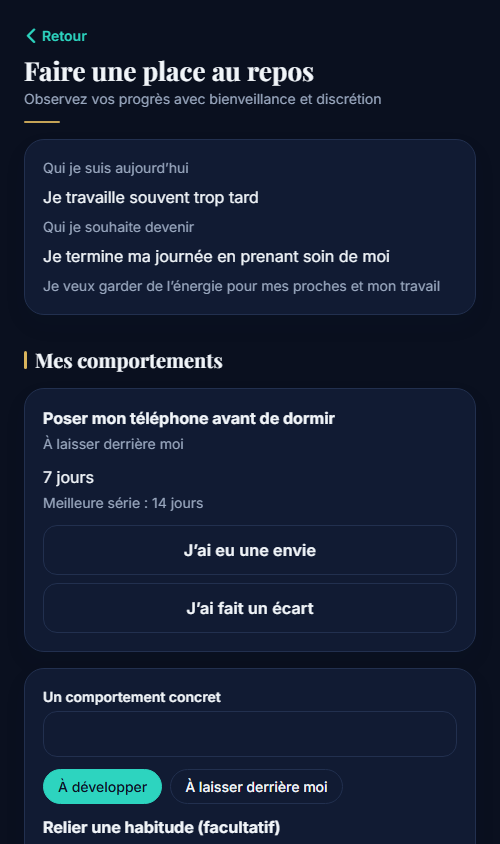 Retour
Faire une place au repos
Observez vos progrès avec bienveillance et discrétion
Qui je suis aujourd’hui
Je travaille souvent trop tard
Qui je souhaite devenir
Je termine ma journée en prenant soin de moi
Je veux garder de l’énergie pour mes proches et mon travail
Mes comportements
Poser mon téléphone avant de dormir
À laisser derrière moi
7 jours
Meilleure série : 14 jours
J’ai eu une envie
J’ai fait un écart
Un comportement concret
À développer
À laisser derrière moi
Relier une habitude (facultatif)